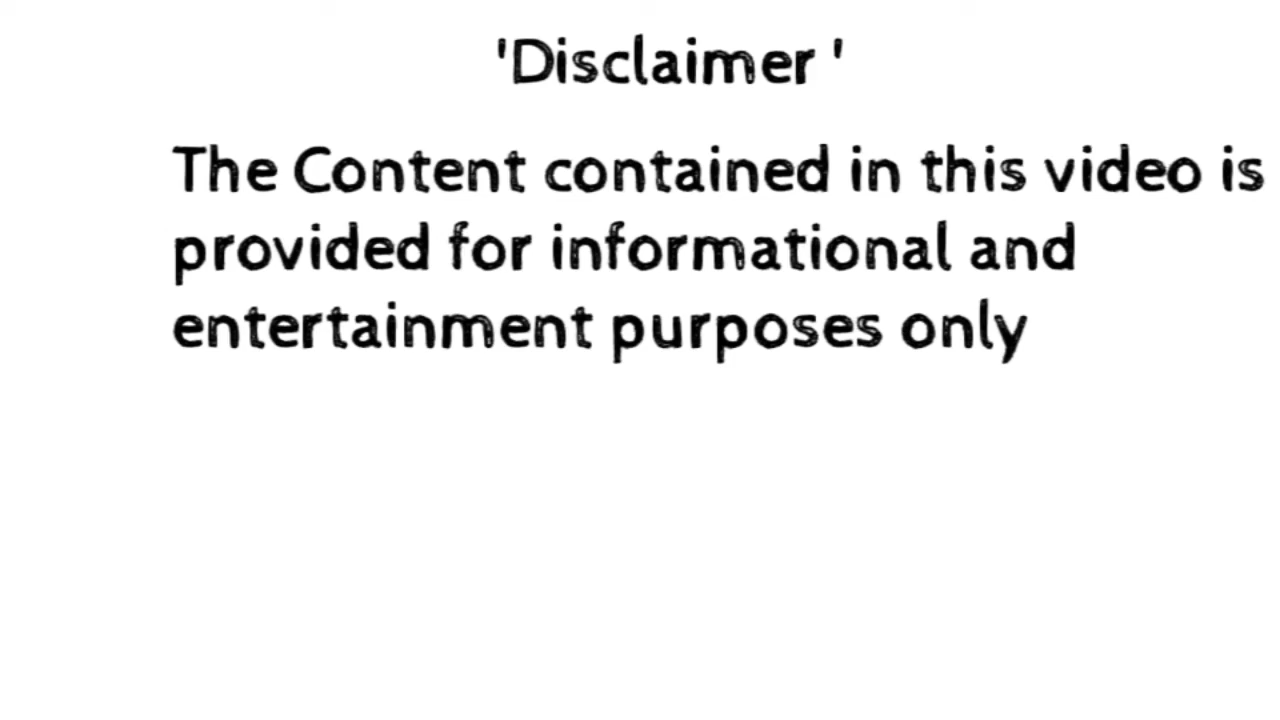 'Disclaimer '
The Content contained in this video is
provided for informational and
entertainment purposes only